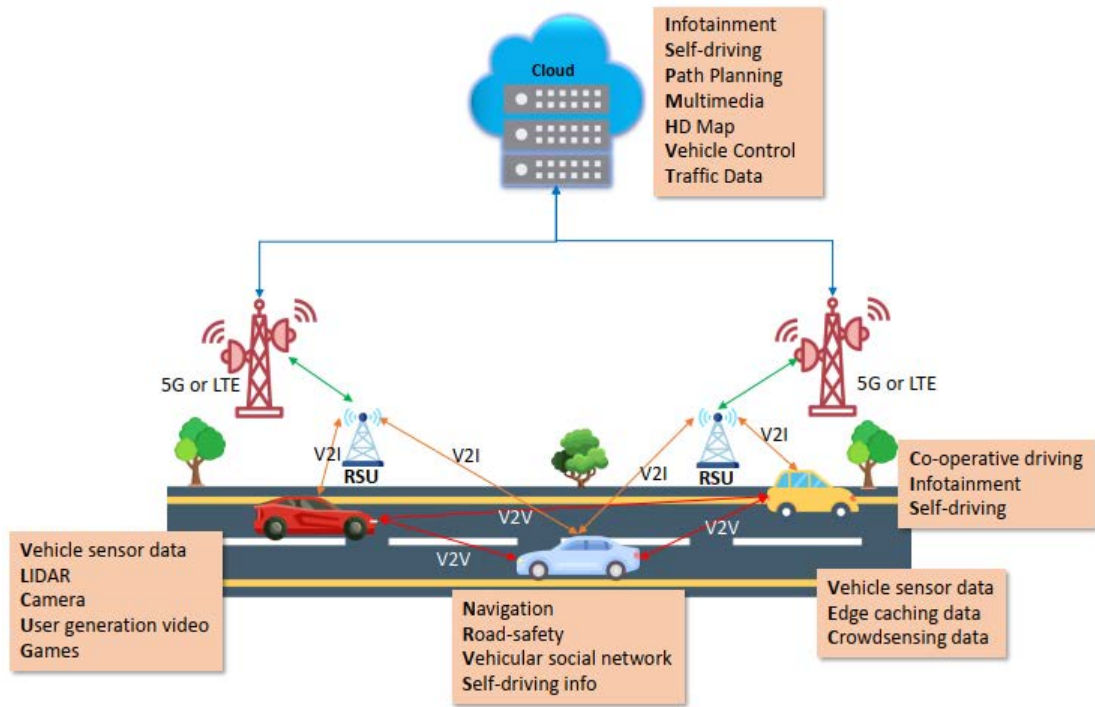 Cloud
Infotainment
Self-driving
Path Planning
Multimedia
HD Map
Vehicle Control
Traffic Data
5G or LTE
5G or LTE
V2I
RSU
V2I
V2I
RSU
V2I
V2V
V2V
V2V
Co-operative driving
Infotainment
Self-driving
Vehicle sensor data
LIDAR
Camera
User generation video
Games
Navigation
Road-safety
Vehicular social network
Self-driving info
Vehicle sensor data
Edge caching data
Crowdsensing data